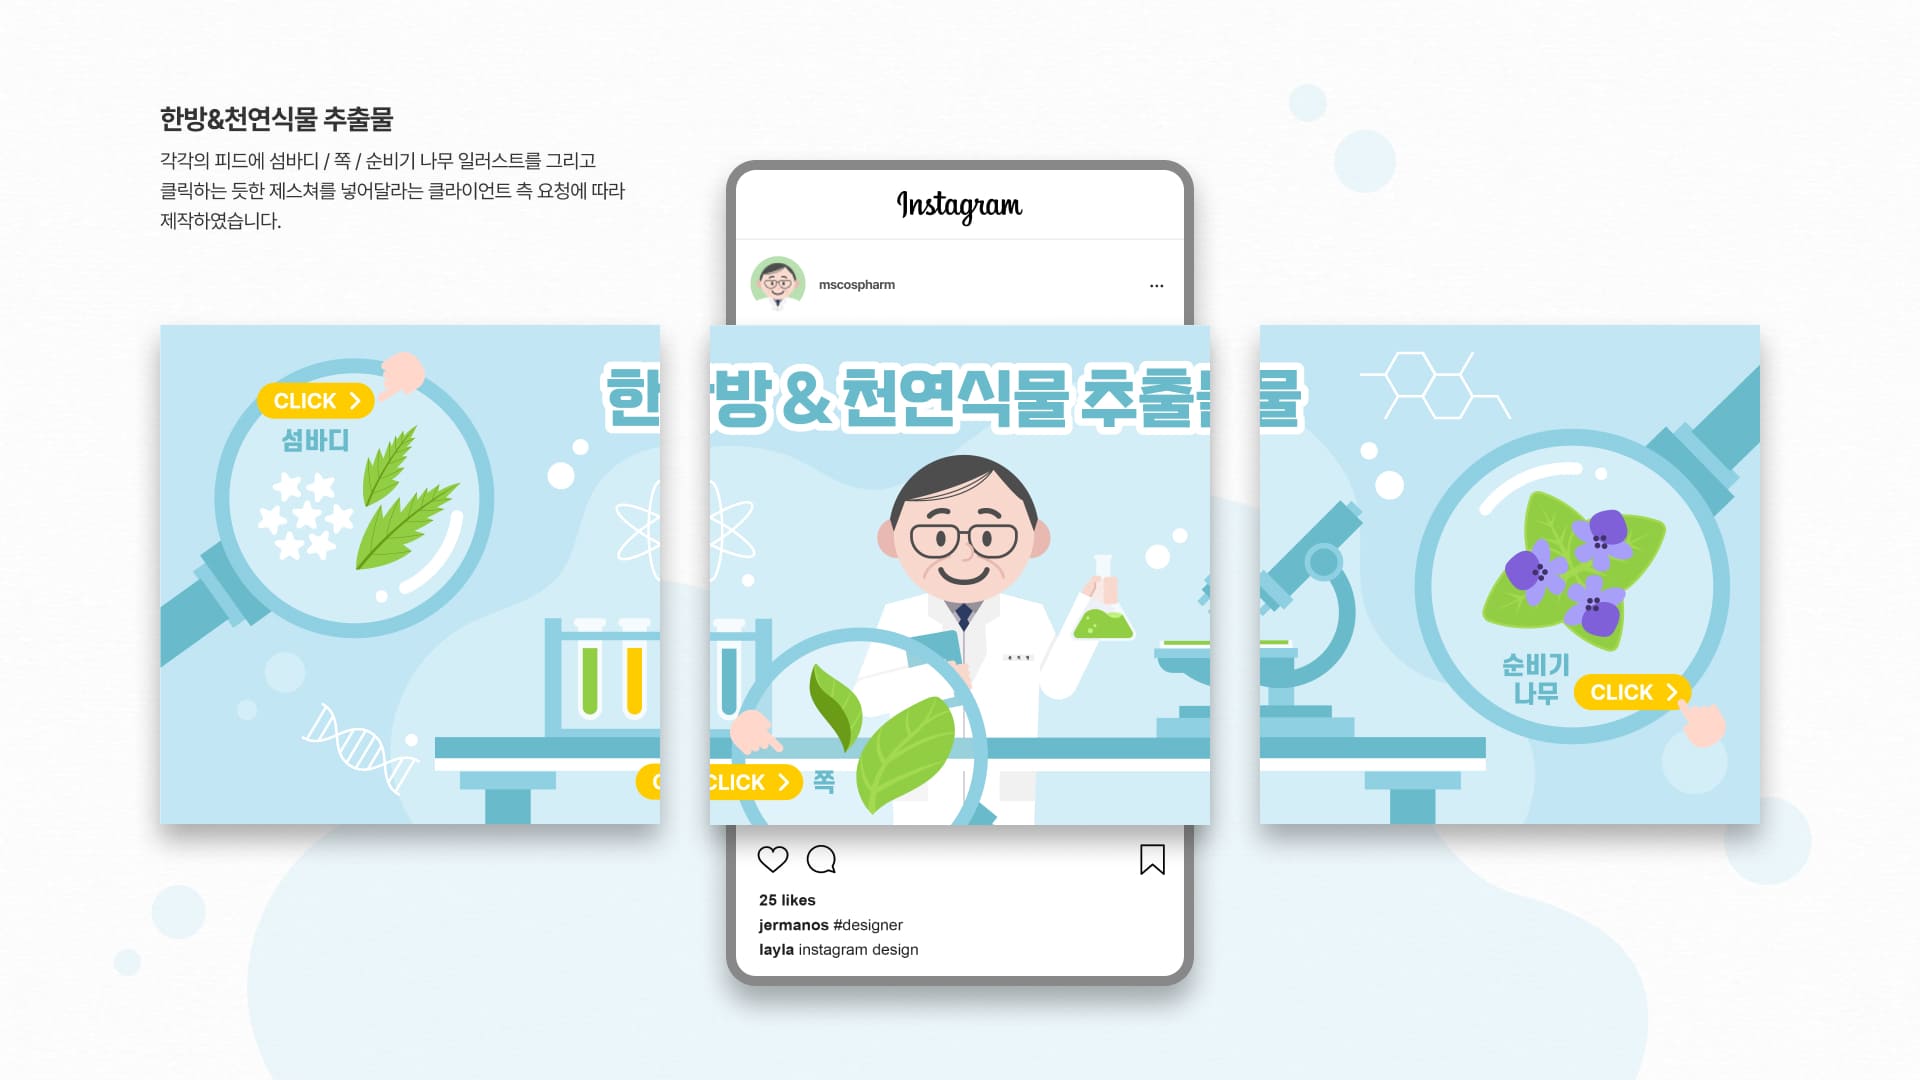 한방&천연식물 추출물
각각의 피드에 섬바디 / 쪽 / 순비기 나무 일러스트를 그리고
클릭하는 듯한 제스쳐를 넣어달라는 클라이언트 측 요청에 따라
제작하였습니다.
Instagram
mscospharm
한방 & 천연식물 추출물
CLICK
섬바디
CLICK
쪽
순비기
나무
CLICK
25 likes
jermanos #designer
layla instagram design